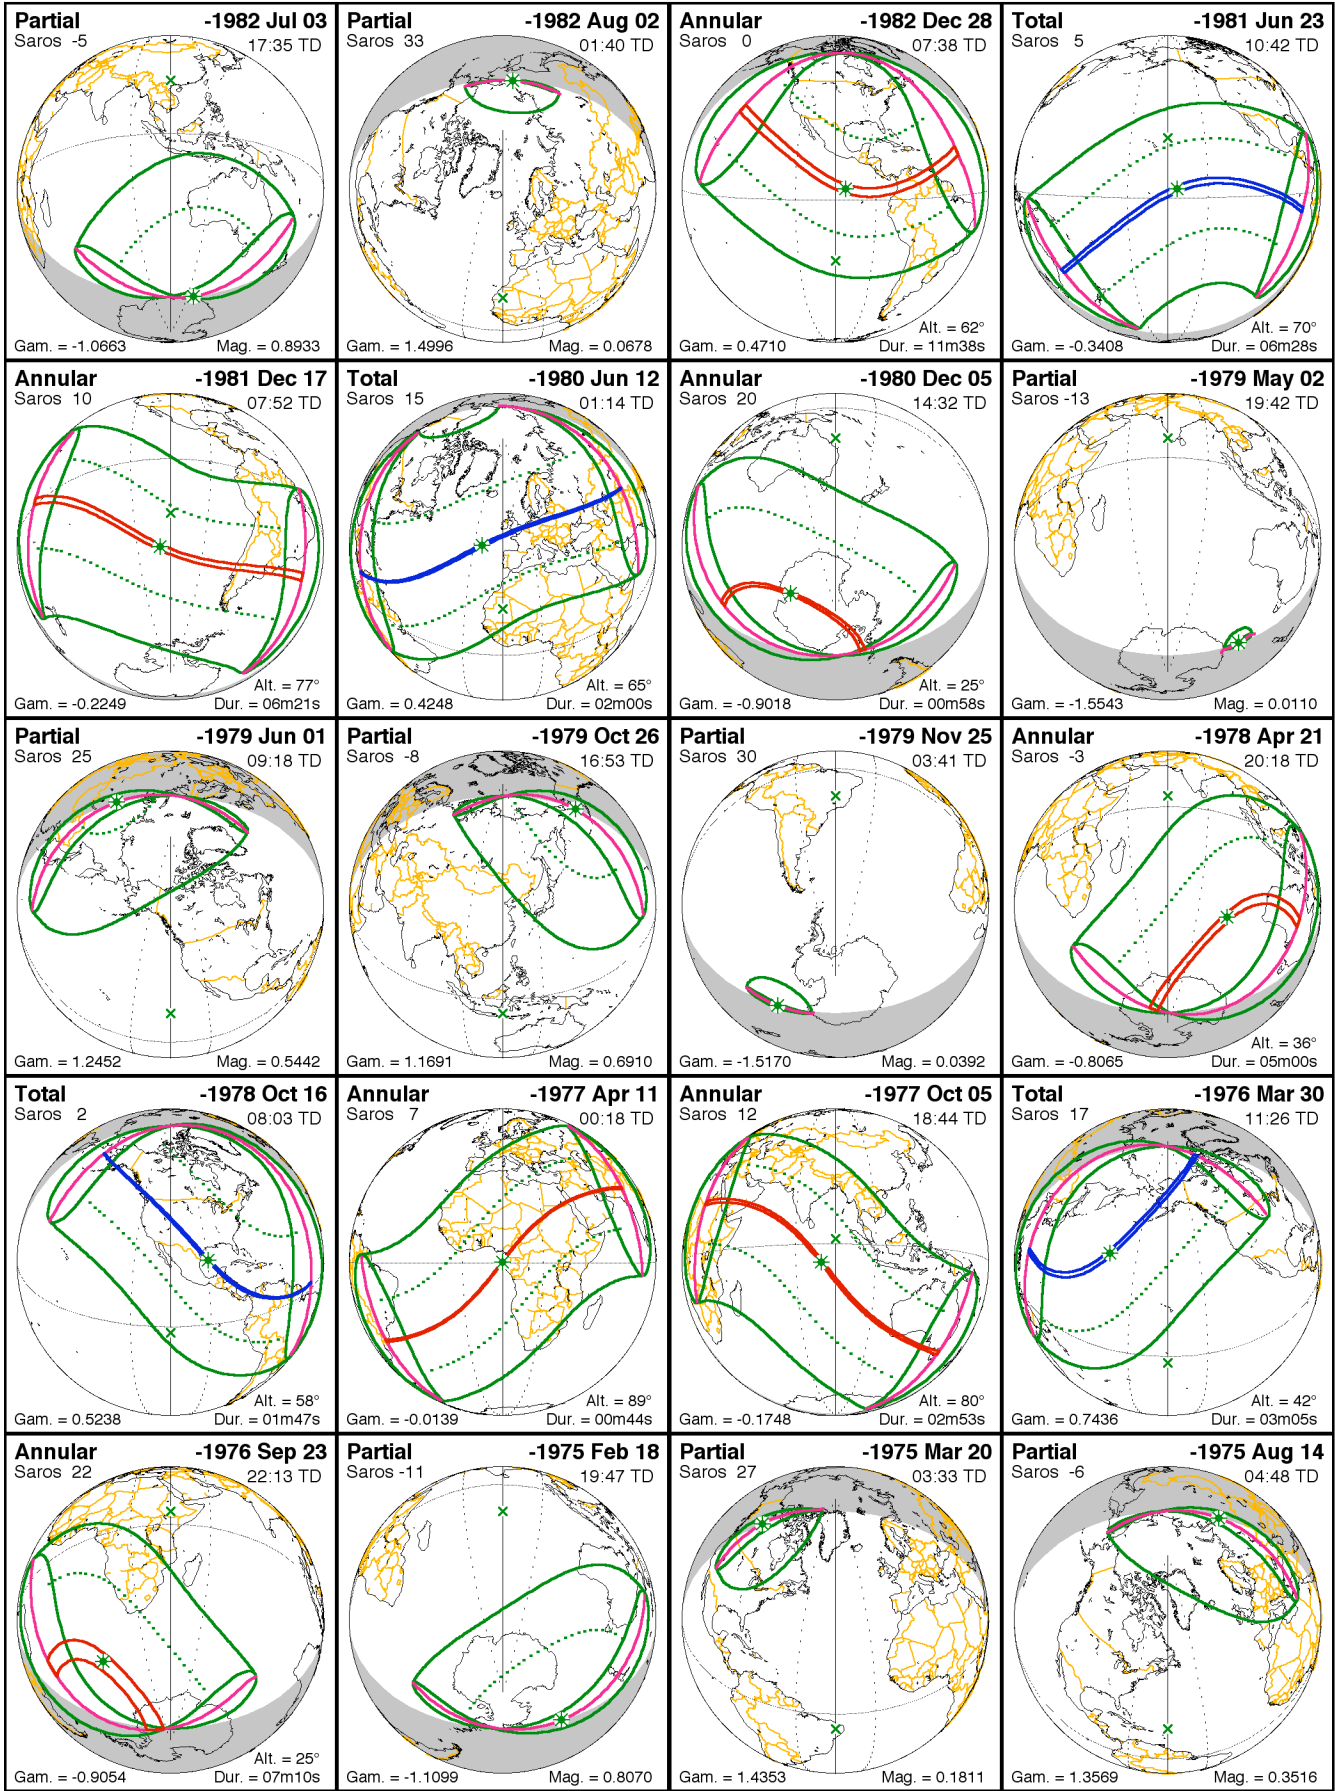 Partial -1982 Jul 03
Saros -5 17:35 TD
Gam. = -1.0663 Mag. = 0.8933
Partial -1982 Aug 02
Saros 33 01:40 TD
Gam. = 1.4996 Mag. = 0.0678
Annular -1982 Dec 28
Saros 0 07:38 TD
Alt. = 62°
Gam. = 0.4710 Dur. = 11m38s
Total -1981 Jun 23
Saros 5 10:42 TD
Alt. = 70°
Gam. = -0.3408 Dur. = 06m28s
Annular -1981 Dec 17
Saros 10 07:52 TD
Alt. = 77°
Gam. = -0.2249 Dur. = 06m21s
Total -1980 Jun 12
Saros 15 01:14 TD
Alt. = 65°
Gam. = 0.4248 Dur. = 02m00s
Annular -1980 Dec 05
Saros 20 14:32 TD
Alt. = 25°
Gam. = -0.9018 Dur. = 00m58s
Partial -1979 May 02
Saros -13 19:42 TD
Gam. = -1.5543 Mag. = 0.0110
Partial -1979 Jun 01
Saros 25 09:18 TD
Gam. = 1.2452 Mag. = 0.5442
Partial -1979 Oct 26
Saros -8 16:53 TD
Gam. = 1.1691 Mag. = 0.6910
Partial -1979 Nov 25
Saros 30 03:41 TD
Gam. = -1.5170 Mag. = 0.0392
Annular -1978 Apr 21
Saros -3 20:18 TD
Alt. = 36°
Gam. = -0.8065 Dur. = 05m00s
Total -1978 Oct 16
Saros 2 08:03 TD
Alt. = 58°
Gam. = 0.5238 Dur. = 01m47s
Annular -1977 Apr 11
Saros 7 00:18 TD
Alt. = 89°
Gam. = -0.0139 Dur. = 00m44s
Annular -1977 Oct 05
Saros 12 18:44 TD
Alt. = 80°
Gam. = -0.1748 Dur. = 02m53s
Total -1976 Mar 30
Saros 17 11:26 TD
Alt. = 42°
Gam. = 0.7436 Dur. = 03m05s
Annular -1976 Sep 23
Saros 22 22:13 TD
Alt. = 25°
Gam. = -0.9054 Dur. = 07m10s
Partial -1975 Feb 18
Saros -11 19:47 TD
Gam. = -1.1099 Mag. = 0.8070
Partial -1975 Mar 20
Saros 27 03:33 TD
Gam. = 1.4353 Mag. = 0.1811
Partial -1975 Aug 14
Saros -6 04:48 TD
Gam. = 1.3569 Mag. = 0.3516